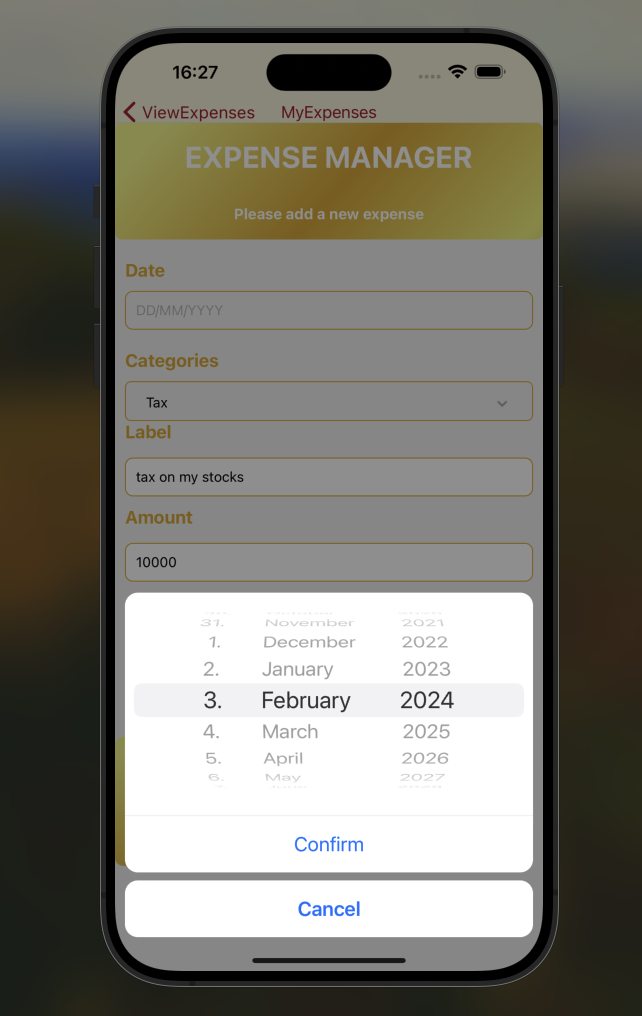 16:27
ViewExpenses MyExpenses
EXPENSE MANAGER
Please add a new expense
Date
DD/MM/YYYY
Categories
Tax
Label
tax on my stocks
Amount
10000
31. November 2021
1. December 2022
2. January 2023
3. February 2024
4. March 2025
5. April 2026
6. May 2027
Confirm
Cancel